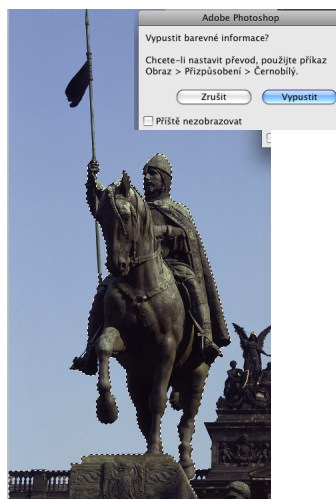 Adobe Photoshop
Vypustit barevné informace?
Chcete-li nastavit převod, použijte příkaz
Obraz > Přizpůsobení > Černobílý.
Zrušit
Vypustit
Příště nezobrazovat